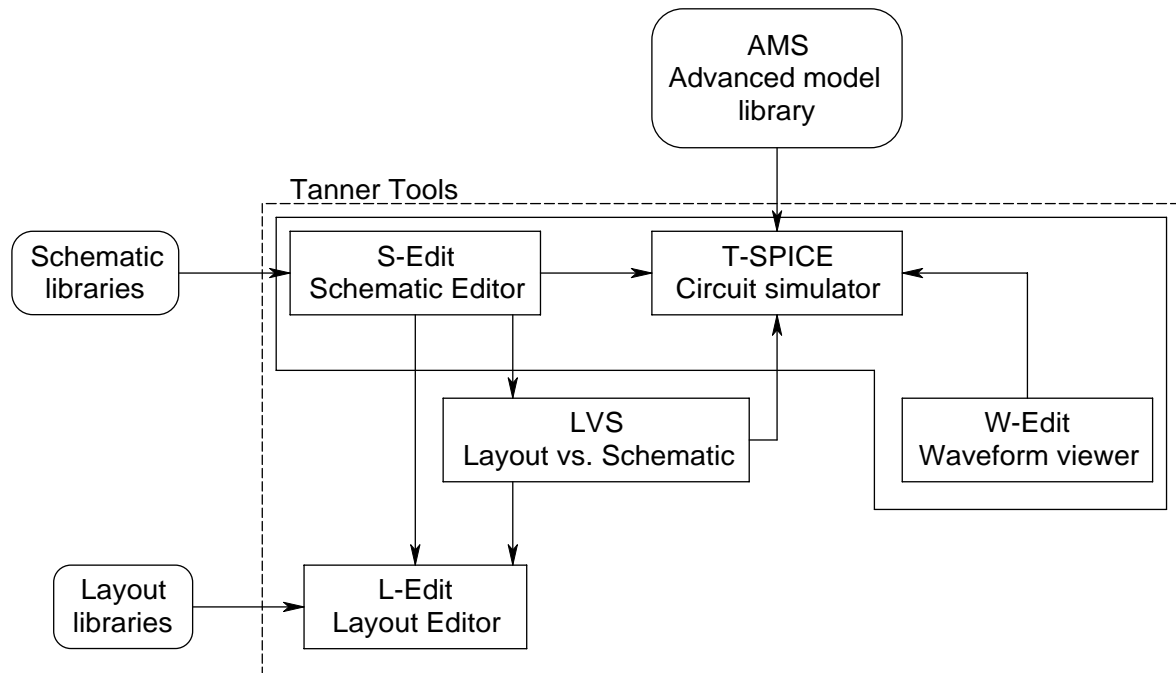 AMS
Advanced model
library
Tanner Tools
Schematic
libraries
S-Edit
Schematic Editor
T-SPICE
Circuit simulator
LVS
Layout vs. Schematic
W-Edit
Waveform viewer
Layout
libraries
L-Edit
Layout Editor